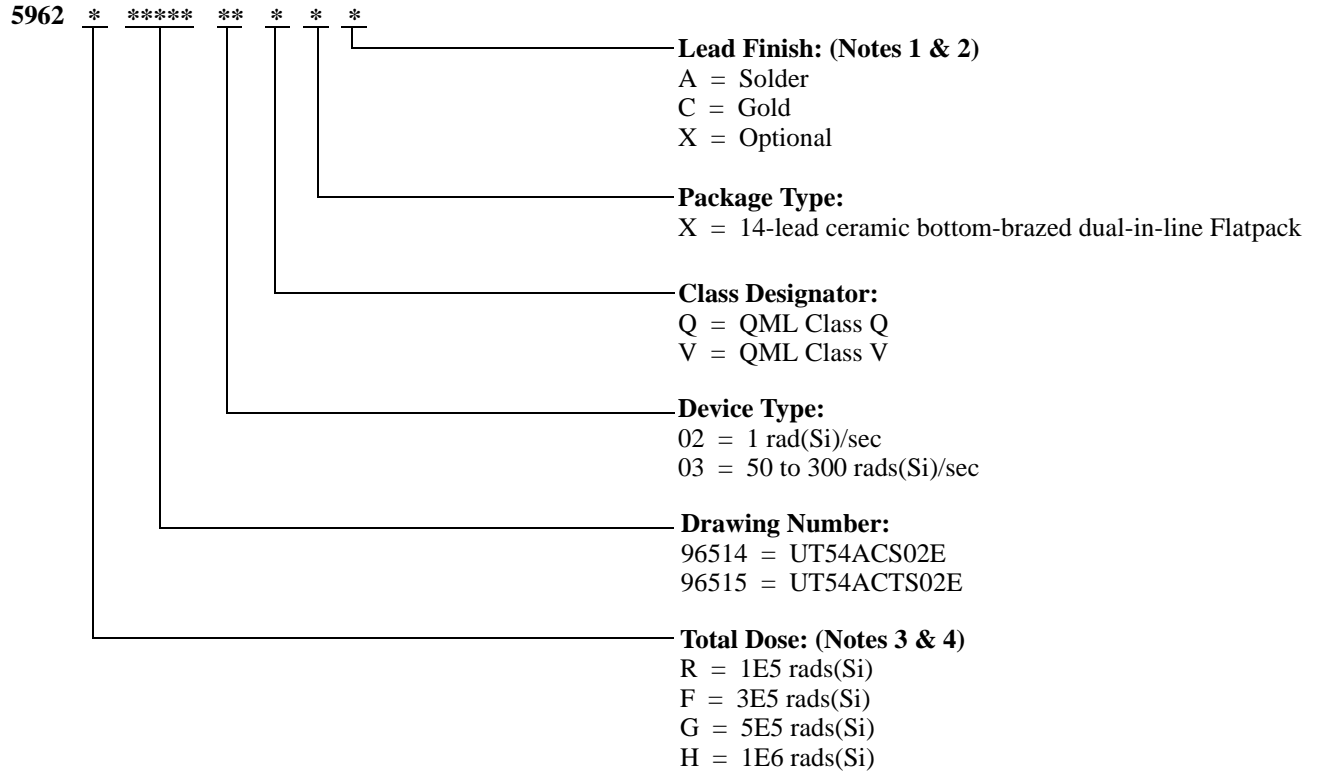 5962 * ***** ** * * *
Lead Finish: (Notes 1 & 2)
A = Solder
C = Gold
X = Optional
Package Type:
X = 14-lead ceramic bottom-brazed dual-in-line Flatpack
Class Designator:
Q = QML Class Q
V = QML Class V
Device Type:
02 = 1 rad(Si)/sec
03 = 50 to 300 rads(Si)/sec
Drawing Number:
96514 = UT54ACS02E
96515 = UT54ACTS02E
Total Dose: (Notes 3 & 4)
R = 1E5 rads(Si)
F = 3E5 rads(Si)
G = 5E5 rads(Si)
H = 1E6 rads(Si)